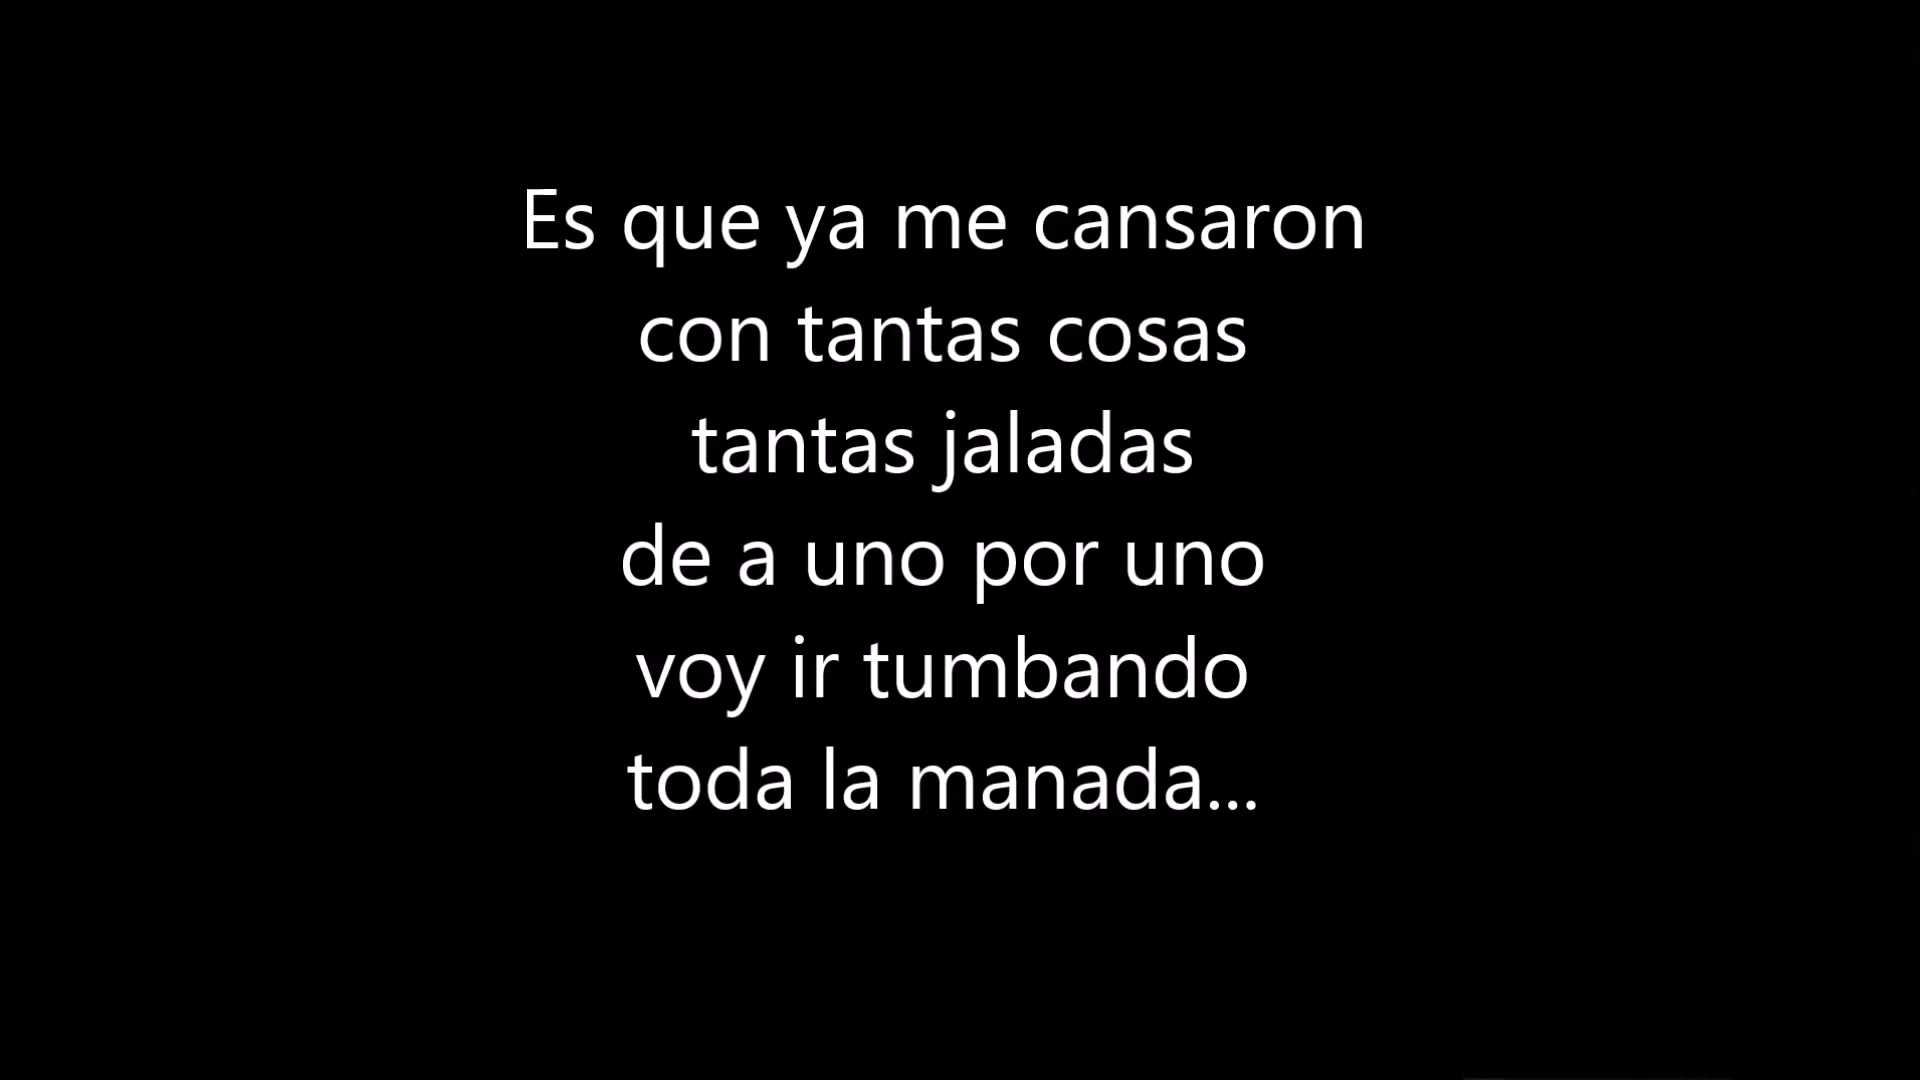 Es que ya me cansaron
con tantas cosas
tantas jaladas
de a uno por uno
voy ir tumbando
toda la manada...